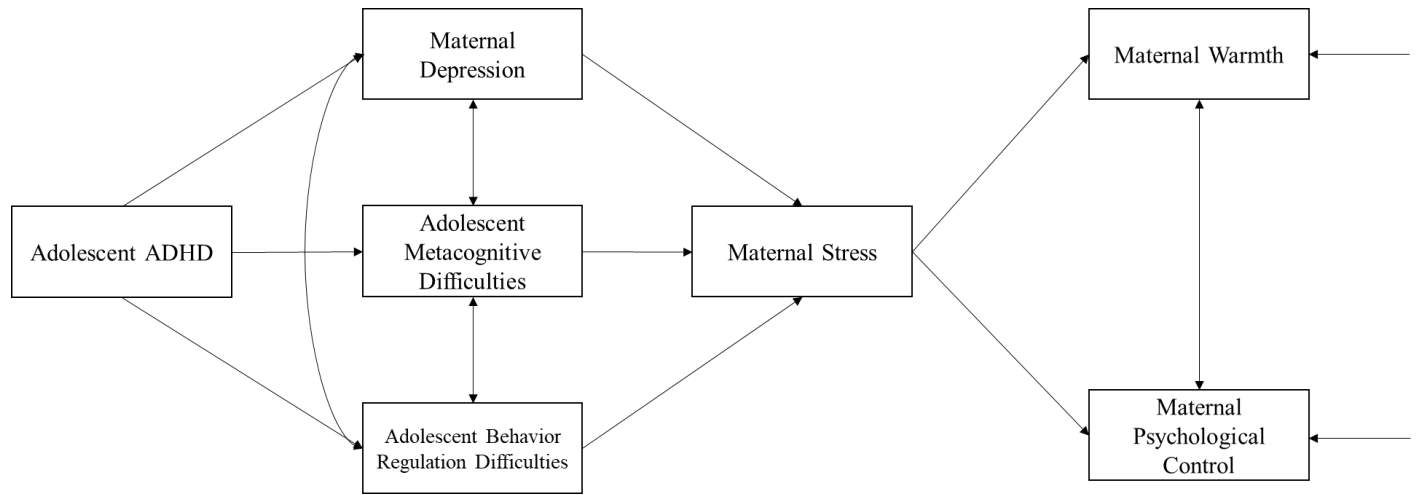 Maternal
Depression
Maternal Warmth
Adolescent ADHD
Adolescent
Metacognitive
Difficulties
Maternal Stress
Adolescent Behavior
Regulation Difficulties
Maternal
Psychological
Control